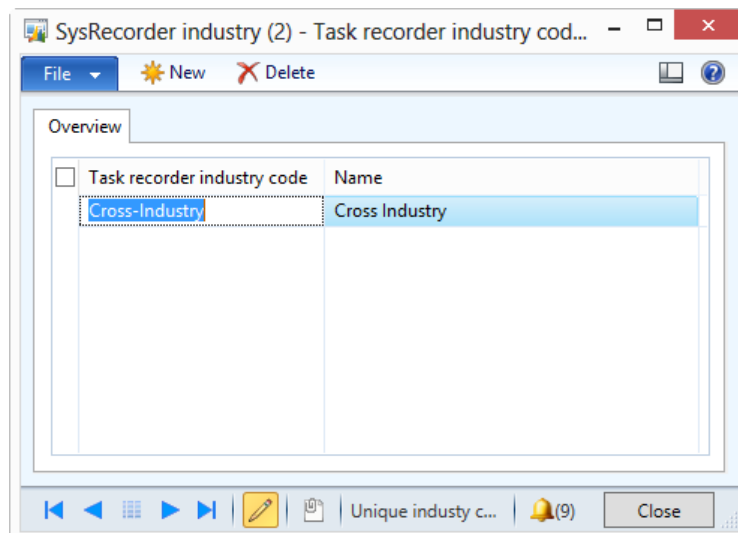 SysRecorder industry (2) - Task recorder industry cod...
File New Delete
Overview
Task recorder industry code Name
Cross-Industry Cross Industry
Unique industy c... (9) Close